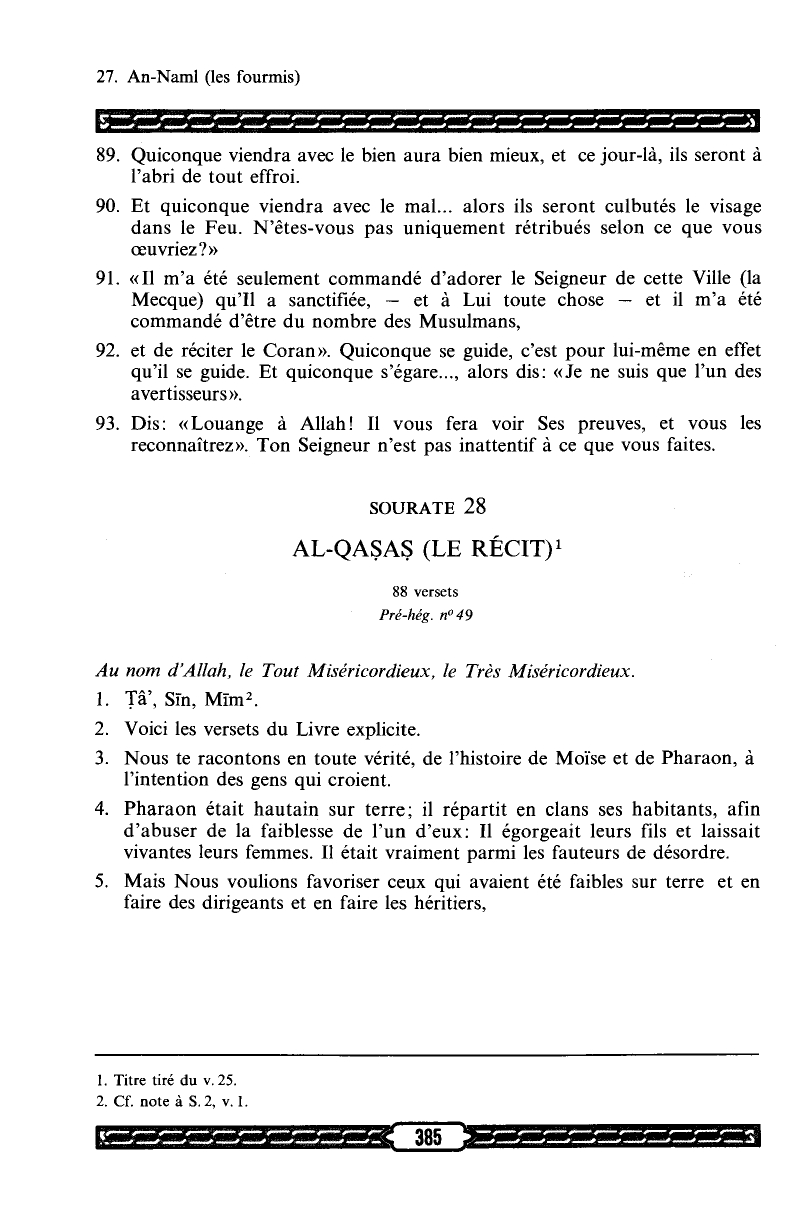 27. An-Naml (les fourmis)
89. Quiconque viendra avec le bien aura bien mieux, et ce jour-là, ils seront à
l'abri de tout effroi.
90. Et quiconque viendra avec le mal... alors ils seront culbutés le visage
dans le Feu. N'êtes-vous pas uniquement rétribués selon ce que vous
œuvriez?»
91. «Il m'a été seulement commandé d'adorer le Seigneur de cette Ville (la
Mecque) qu'Il a sanctifiée, — et à Lui toute chose — et il m'a été
commandé d'être du nombre des Musulmans,
92. et de réciter le Coran». Quiconque se guide, c'est pour lui-même en effet
qu'il se guide. Et quiconque s'égare..., alors dis: «Je ne suis que l'un des
avertisseurs».
93. Dis: «Louange à Allah! Il vous fera voir Ses preuves, et vous les
reconnaîtrez». Ton Seigneur n'est pas inattentif à ce que vous faites.
SOURATE 28
AL-QAṢAṢ (LE RÉCIT)¹
88 versets
Pré-hég. nº 49
Au nom d'Allah, le Tout Miséricordieux, le Très Miséricordieux.
1. Ṭâ', Sīn, Mīm².
2. Voici les versets du Livre explicite.
3. Nous te racontons en toute vérité, de l'histoire de Moïse et de Pharaon, à
l'intention des gens qui croient.
4. Pharaon était hautain sur terre; il répartit en clans ses habitants, afin
d'abuser de la faiblesse de l'un d'eux: Il égorgeait leurs fils et laissait
vivantes leurs femmes. Il était vraiment parmi les fauteurs de désordre.
5. Mais Nous voulions favoriser ceux qui avaient été faibles sur terre et en
faire des dirigeants et en faire les héritiers,
1. Titre tiré du v. 25.
2. Cf. note à S. 2, v. 1.
385